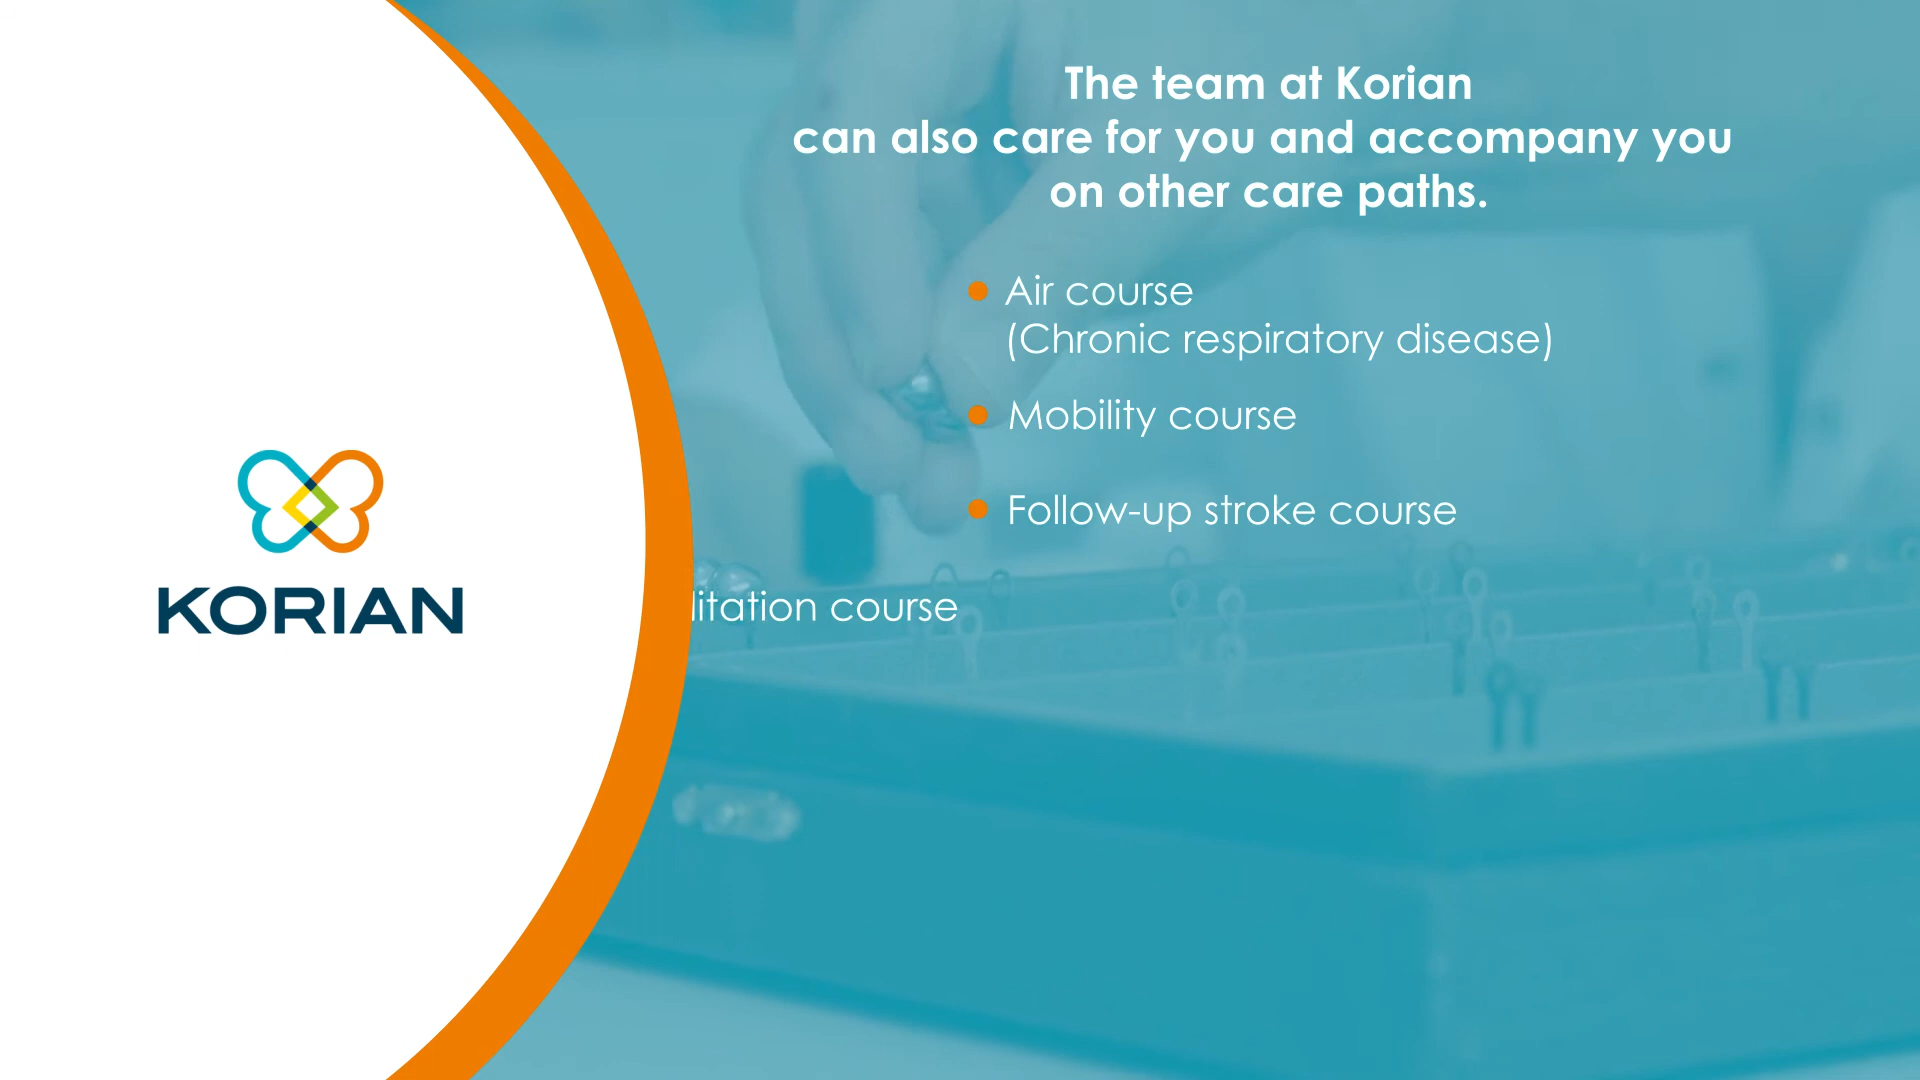 The team at Korian
can also care for you and accompany you
on other care paths.
Air course
(Chronic respiratory disease)
Mobility course
Follow-up stroke course
litation course
KORIAN